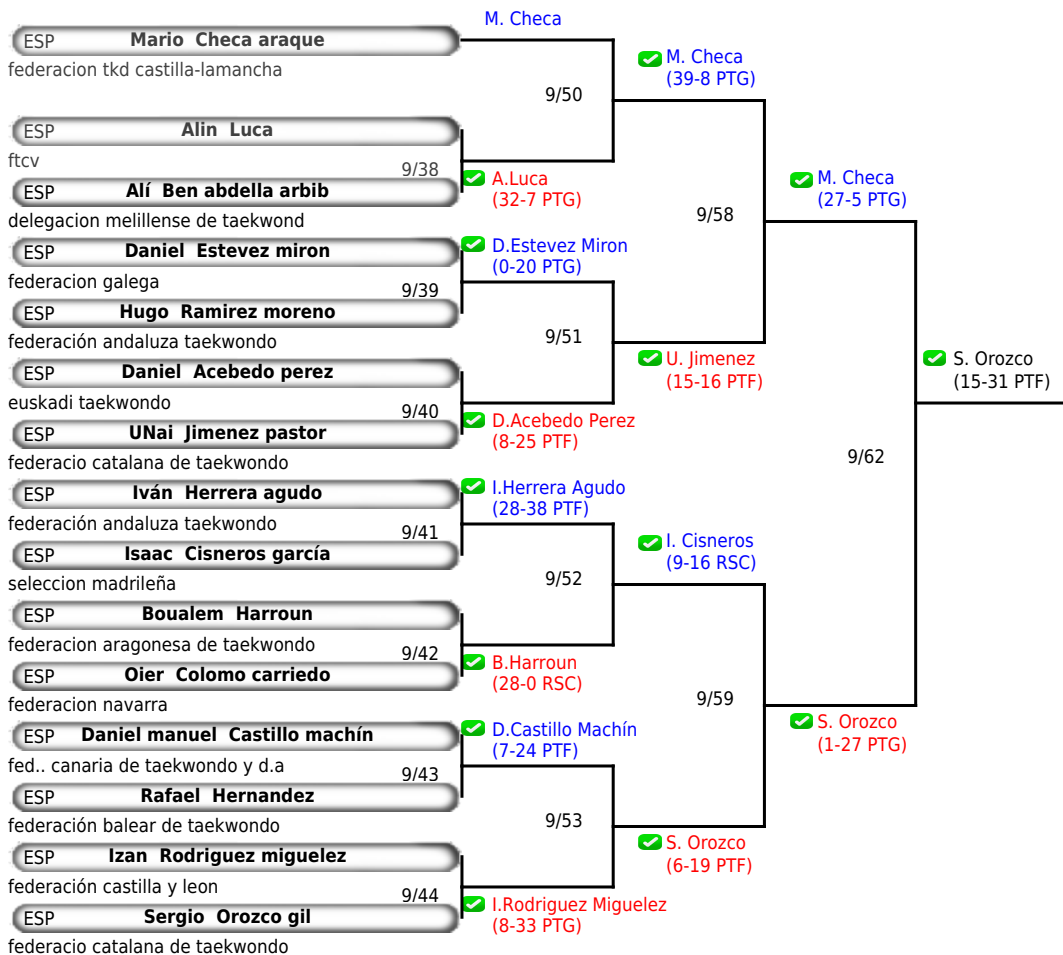 M. Checa
ESP Mario Checa araque
federacion tkd castilla-lamancha
M. Checa
(39-8 PTG)
9/50
ESP Alin Luca
ftcv
9/38
ESP Alí Ben abdella arbib
delegacion melillense de taekwond
A.Luca
(32-7 PTG)
M. Checa
(27-5 PTG)
9/58
ESP Daniel Estevez miron
federacion galega
D.Estevez Miron
(0-20 PTG)
9/39
ESP Hugo Ramirez moreno
federación andaluza taekwondo
9/51
U. Jimenez
(15-16 PTF)
ESP Daniel Acebedo perez
euskadi taekwondo
9/40
ESP UNai Jimenez pastor
federacio catalana de taekwondo
D.Acebedo Perez
(8-25 PTF)
S. Orozco
(15-31 PTF)
9/62
ESP Iván Herrera agudo
federación andaluza taekwondo
I.Herrera Agudo
(28-38 PTF)
9/41
ESP Isaac Cisneros garcía
seleccion madrileña
I. Cisneros
(9-16 RSC)
9/52
ESP Boualem Harroun
federacion aragonesa de taekwondo
9/42
ESP Oier Colomo carriedo
federacion navarra
B.Harroun
(28-0 RSC)
9/59
S. Orozco
(1-27 PTG)
ESP Daniel manuel Castillo machín
fed.. canaria de taekwondo y d.a
D.Castillo Machín
(7-24 PTF)
9/43
ESP Rafael Hernandez
federación balear de taekwondo
9/53
S. Orozco
(6-19 PTF)
ESP Izan Rodriguez miguelez
federación castilla y leon
9/44
ESP Sergio Orozco gil
federacio catalana de taekwondo
I.Rodriguez Miguelez
(8-33 PTG)